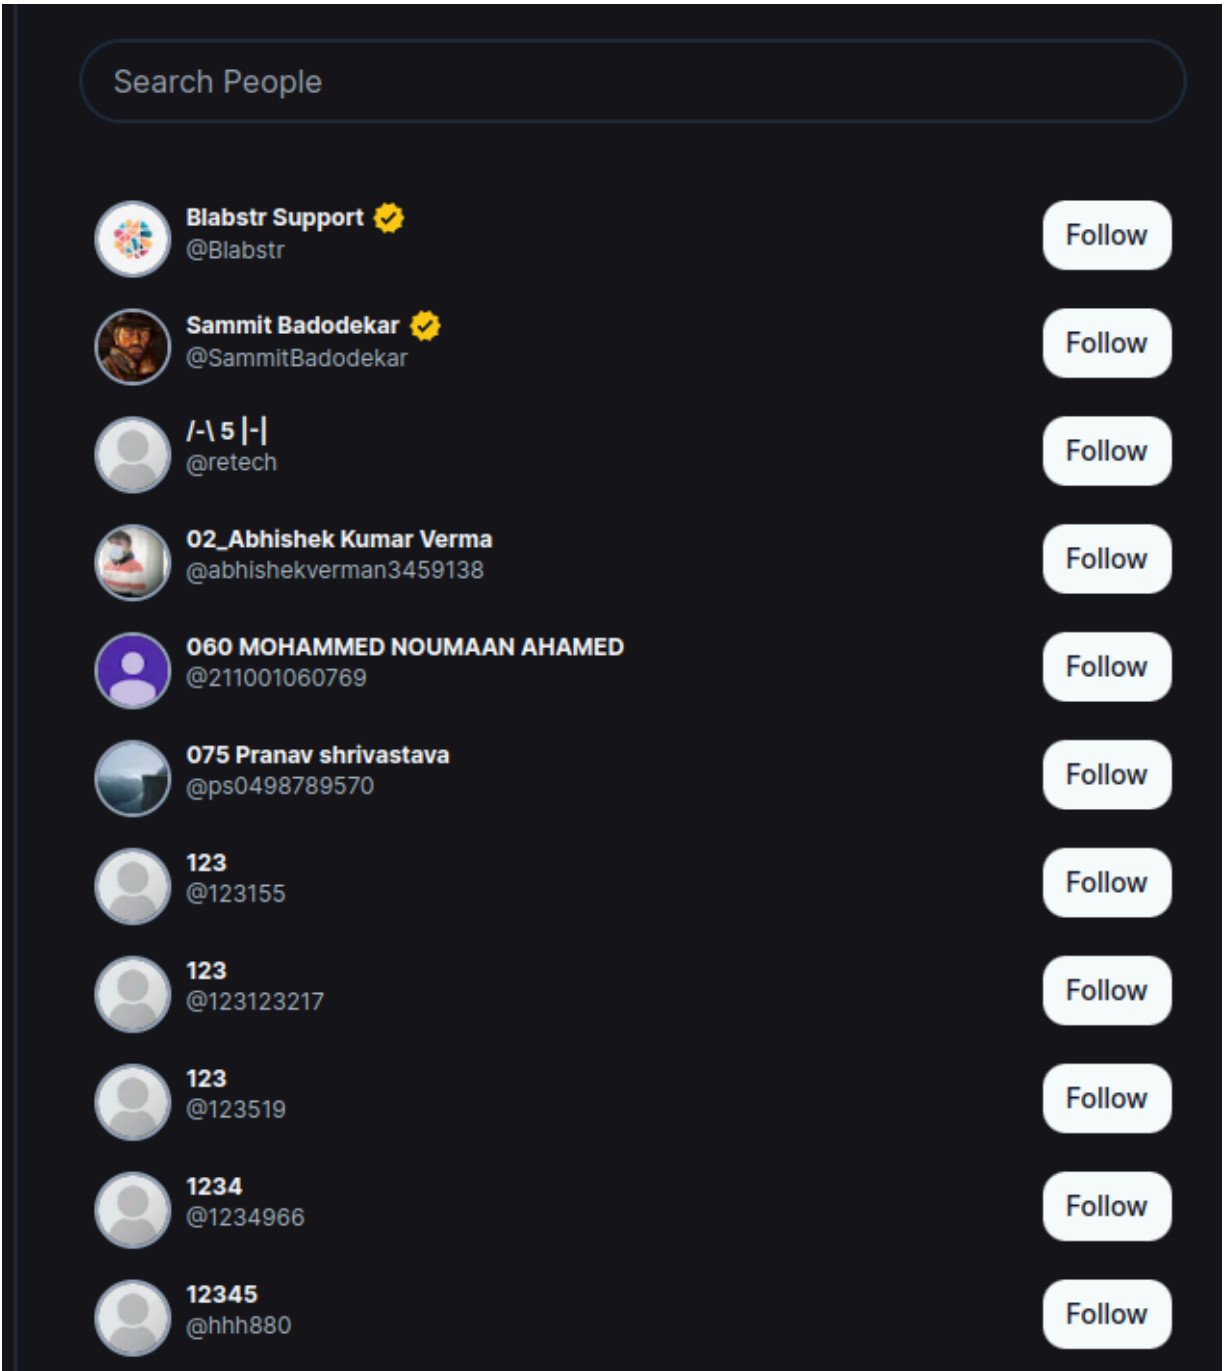 Search People
Blabstr Support
@Blabstr
Follow
Sammit Badodekar
@SammitBadodekar
Follow
/-\ 5 |-|
@retech
Follow
02_Abhishek Kumar Verma
@abhishekverman3459138
Follow
060 MOHAMMED NOUMAAN AHAMED
@211001060769
Follow
075 Pranav shrivastava
@ps0498789570
Follow
123
@123155
Follow
123
@123123217
Follow
123
@123519
Follow
1234
@1234966
Follow
12345
@hhh880
Follow